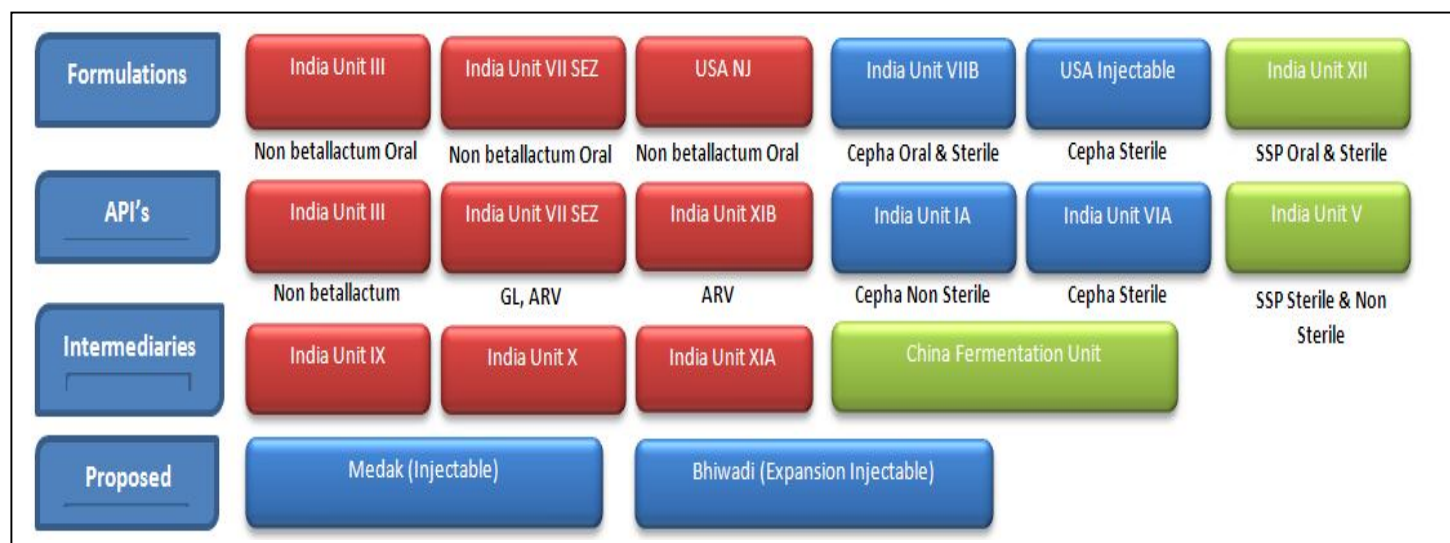 Formulations
India Unit III
India Unit VII SEZ
USA NJ
India Unit VIIB
USA Injectable
India Unit XII
Non betallactum Oral
Non betallactum Oral
Non betallactum Oral
Cepha Oral & Sterile
Cepha Sterile
SSP Oral & Sterile
API's
India Unit III
India Unit VII SEZ
India Unit XIB
India Unit IA
India Unit VIA
India Unit V
Non betallactum
GL, ARV
ARV
Cepha Non Sterile
Cepha Sterile
SSP Sterile & Non
Sterile
Intermediaries
India Unit IX
India Unit X
India Unit XIA
China Fermentation Unit
Proposed
Medak (Injectable)
Bhiwadi (Expansion Injectable)